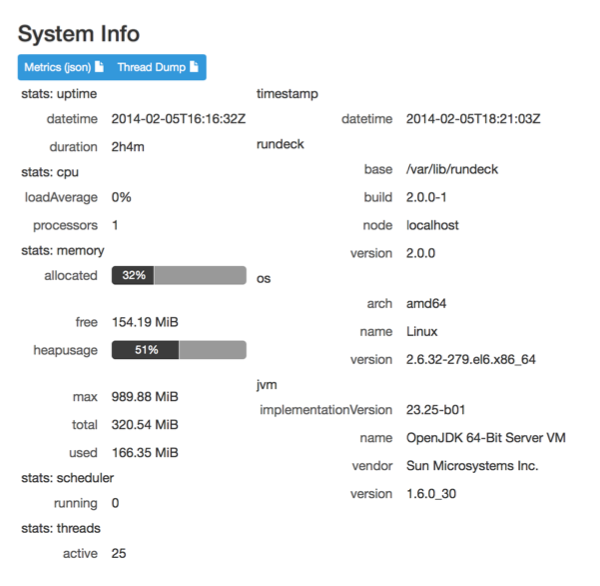 System Info
Metrics (json) Thread Dump
stats: uptime
datetime 2014-02-05T16:16:32Z
duration 2h4m
stats: cpu
loadAverage 0%
processors 1
stats: memory
allocated 32%
free 154.19 MiB
heapusage 51%
max 989.88 MiB
total 320.54 MiB
used 166.35 MiB
stats: scheduler
running 0
stats: threads
active 25
timestamp
datetime 2014-02-05T18:21:03Z
rundeck
base /var/lib/rundeck
build 2.0.0-1
node localhost
version 2.0.0
os
arch amd64
name Linux
version 2.6.32-279.el6.x86_64
jvm
implementationVersion 23.25-b01
name OpenJDK 64-Bit Server VM
vendor Sun Microsystems Inc.
version 1.6.0_30